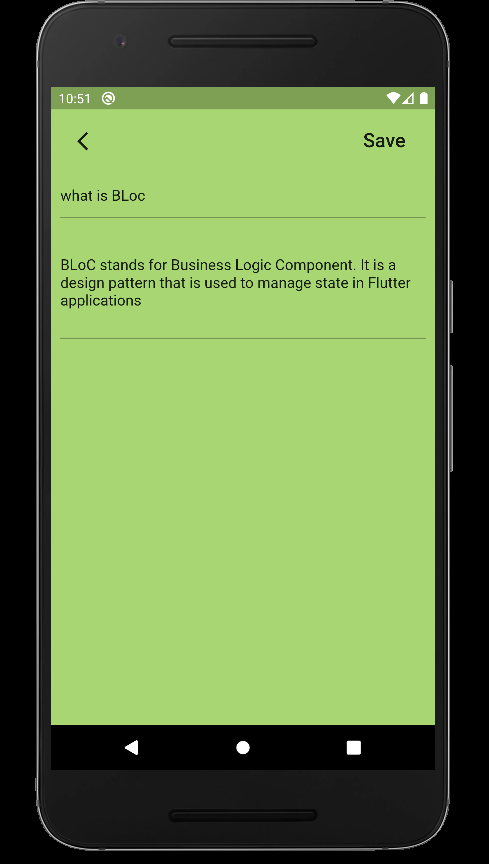 10:51
Save
what is BLoc
BLoC stands for Business Logic Component. It is a
design pattern that is used to manage state in Flutter
applications